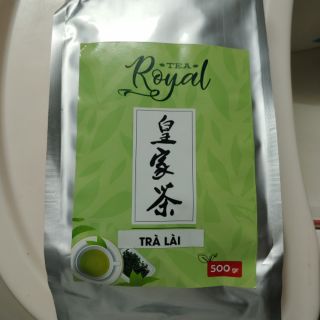 TEA
Royal
皇家茶
TRÀ LÀI
500 gr